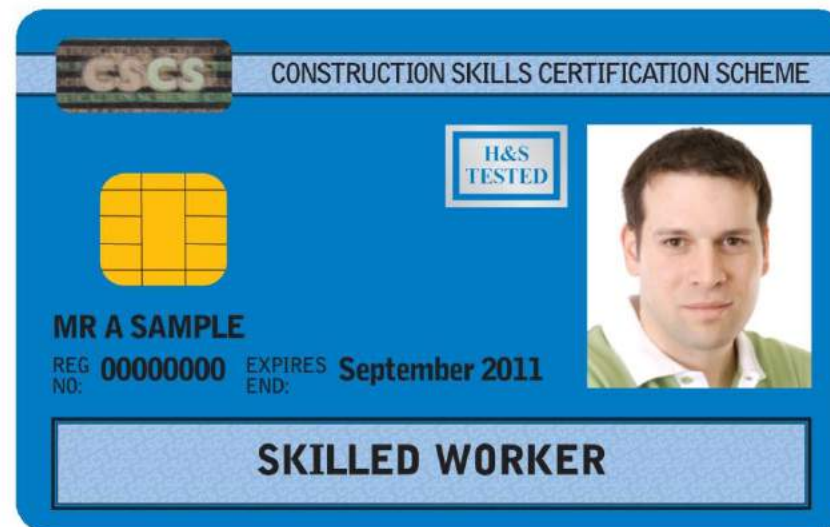 CSCS
CONSTRUCTION SKILLS CERTIFICATION SCHEME
H&S
TESTED
MR A SAMPLE
REG NO: 00000000 EXPIRES END: September 2011
SKILLED WORKER